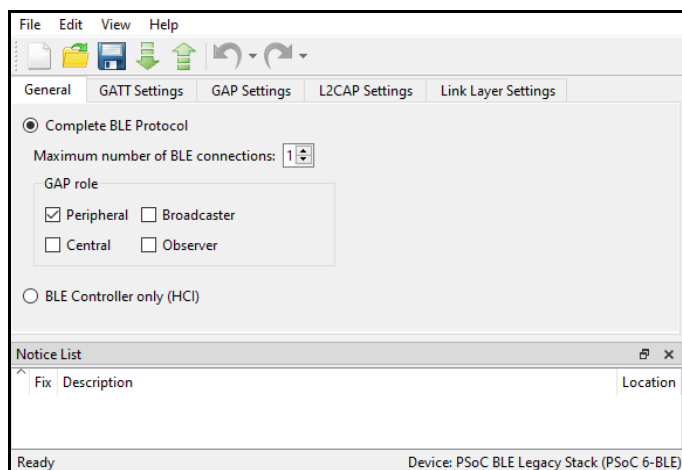 File Edit View Help
General GATT Settings GAP Settings L2CAP Settings Link Layer Settings
Complete BLE Protocol
Maximum number of BLE connections: 1
GAP role
Peripheral Broadcaster
Central Observer
BLE Controller only (HCI)
Notice List
Fix Description Location
Ready Device: PSoC BLE Legacy Stack (PSoC 6-BLE)